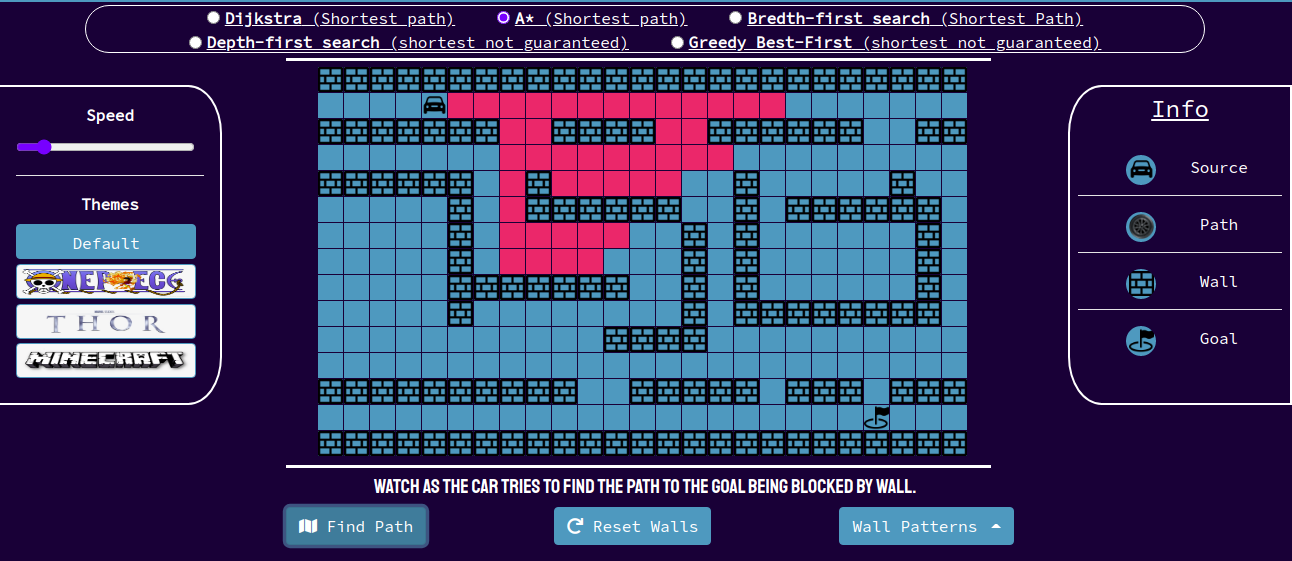 Dijkstra (Shortest path) A* (Shortest path) Bredth-first search (Shortest Path)
Depth-first search (shortest not guaranteed) Greedy Best-First (shortest not guaranteed)
Speed
Themes
Default
ONE PIECE
THOR
MINECRAFT
Info
Source
Path
Wall
Goal
WATCH AS THE CAR TRIES TO FIND THE PATH TO THE GOAL BEING BLOCKED BY WALL.
Find Path
Reset Walls
Wall Patterns